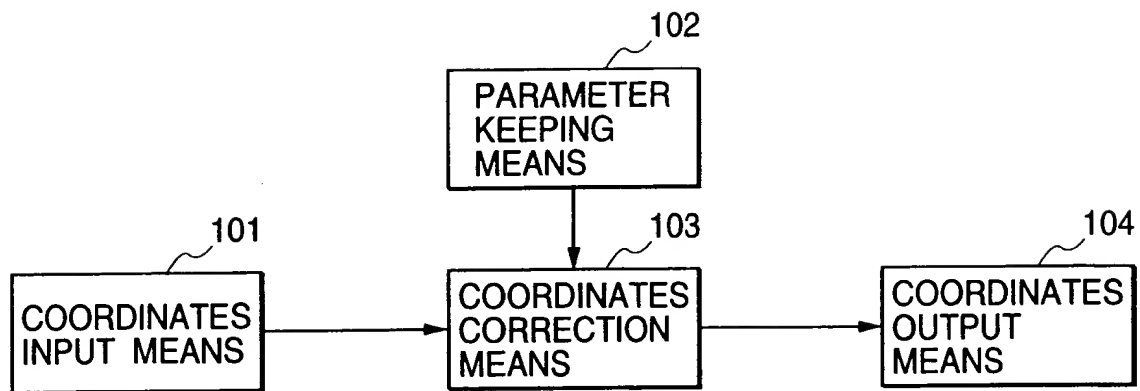 102
PARAMETER
KEEPING
MEANS
101
COORDINATES
INPUT MEANS
103
COORDINATES
CORRECTION
MEANS
104
COORDINATES
OUTPUT
MEANS